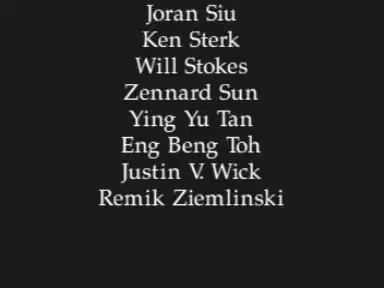 Joran Siu
Ken Sterk
Will Stokes
Zennard Sun
Ying Yu Tan
Eng Beng Toh
Justin V. Wick
Remik Ziemlinski